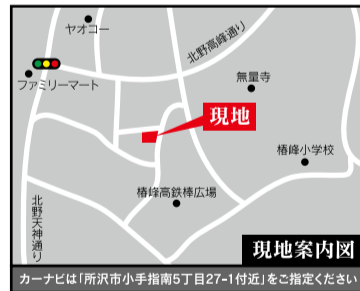 ヤオコー
北野高峰通り
ファミリーマート
無量寺
現地
椿峰小学校
椿峰高鉄棒広場
北野天神通り
現地案内図
カーナビは「所沢市小手指南5丁目27-1付近」をご指定ください